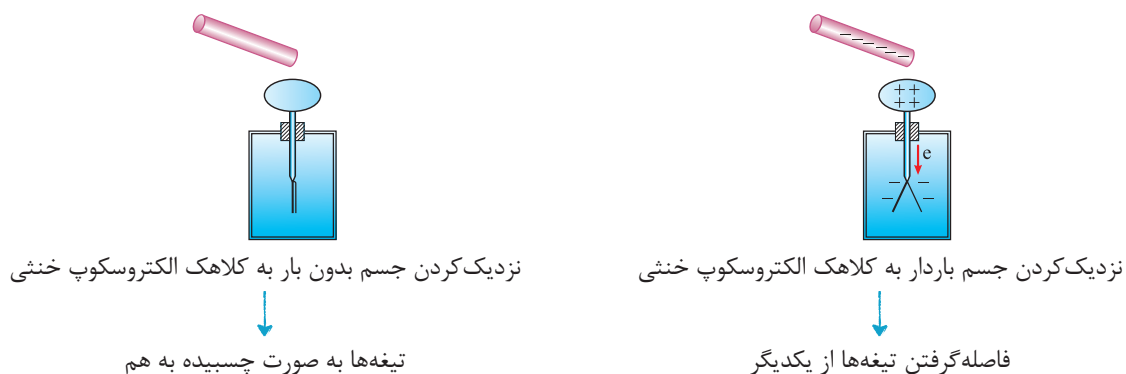 e
نزدیک‌کردن جسم باردار به کلاهک الکتروسکوپ خنثی
فاصله‌گرفتن تیغه‌ها از یکدیگر
نزدیک‌کردن جسم بدون بار به کلاهک الکتروسکوپ خنثی
تیغه‌ها به صورت چسبیده به هم